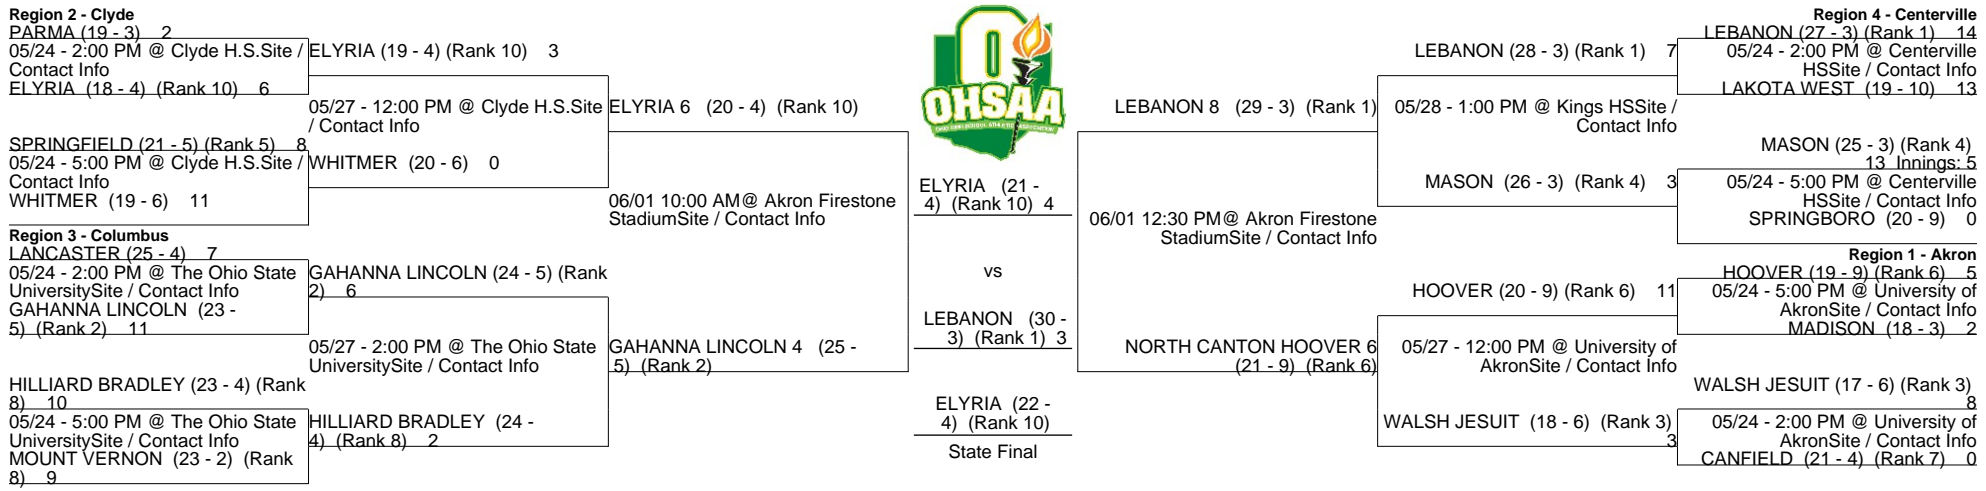 Region 2 - Clyde
PARMA (19 - 3) 2
05/24 - 2:00 PM @ Clyde H.S.Site /
Contact Info
ELYRIA (18 - 4) (Rank 10) 6
SPRINGFIELD (21 - 5) (Rank 5) 8
05/24 - 5:00 PM @ Clyde H.S.Site /
Contact Info
WHITMER (19 - 6) 11
Region 3 - Columbus
LANCASTER (25 - 4) 7
05/24 - 2:00 PM @ The Ohio State
UniversitySite / Contact Info
GAHANNA LINCOLN (23 -
5) (Rank 2) 11
HILLIARD BRADLEY (23 - 4) (Rank
8) 10
05/24 - 5:00 PM @ The Ohio State
UniversitySite / Contact Info
MOUNT VERNON (23 - 2) (Rank
8) 9
ELYRIA (19 - 4) (Rank 10) 3
05/27 - 12:00 PM @ Clyde H.S.Site
/ Contact Info
WHITMER (20 - 6) 0
GAHANNA LINCOLN (24 - 5) (Rank
2) 6
05/27 - 2:00 PM @ The Ohio State
UniversitySite / Contact Info
HILLIARD BRADLEY (24 -
4) (Rank 8) 2
ELYRIA 6 (20 - 4) (Rank 10)
06/01 10:00 AM@ Akron Firestone
StadiumSite / Contact Info
GAHANNA LINCOLN 4 (25 -
5) (Rank 2)
OHSAA
OHIO HIGH SCHOOL ATHLETIC ASSOCIATION
ELYRIA (21 -
4) (Rank 10) 4
vs
LEBANON (30 -
3) (Rank 1) 3
ELYRIA (22 -
4) (Rank 10)
State Final
LEBANON 8 (29 - 3) (Rank 1)
06/01 12:30 PM@ Akron Firestone
StadiumSite / Contact Info
NORTH CANTON HOOVER 6
(21 - 9) (Rank 6)
LEBANON (28 - 3) (Rank 1) 7
05/28 - 1:00 PM @ Kings HSSite /
Contact Info
MASON (26 - 3) (Rank 4) 3
HOOVER (20 - 9) (Rank 6) 11
05/27 - 12:00 PM @ University of
AkronSite / Contact Info
WALSH JESUIT (18 - 6) (Rank 3)
3
Region 4 - Centerville
LEBANON (27 - 3) (Rank 1) 14
05/24 - 2:00 PM @ Centerville
HSSite / Contact Info
LAKOTA WEST (19 - 10) 13
MASON (25 - 3) (Rank 4)
13 Innings: 5
05/24 - 5:00 PM @ Centerville
HSSite / Contact Info
SPRINGBORO (20 - 9) 0
Region 1 - Akron
HOOVER (19 - 9) (Rank 6) 5
05/24 - 5:00 PM @ University of
AkronSite / Contact Info
MADISON (18 - 3) 2
WALSH JESUIT (17 - 6) (Rank 3)
8
05/24 - 2:00 PM @ University of
AkronSite / Contact Info
CANFIELD (21 - 4) (Rank 7) 0